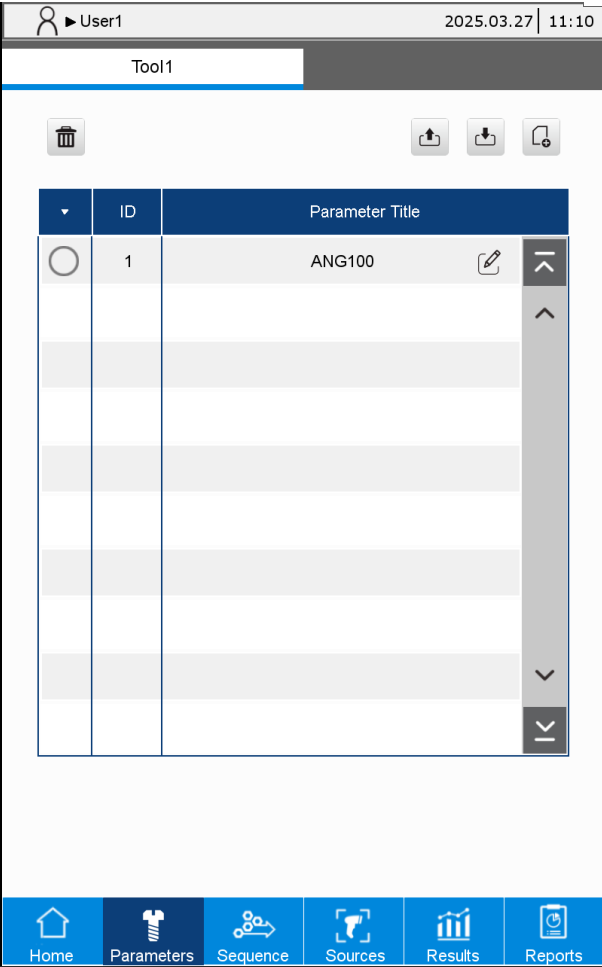 User1 2025.03.27 11:10
Tool1
ID Parameter Title
1 ANG100
Home Parameters Sequence Sources Results Reports